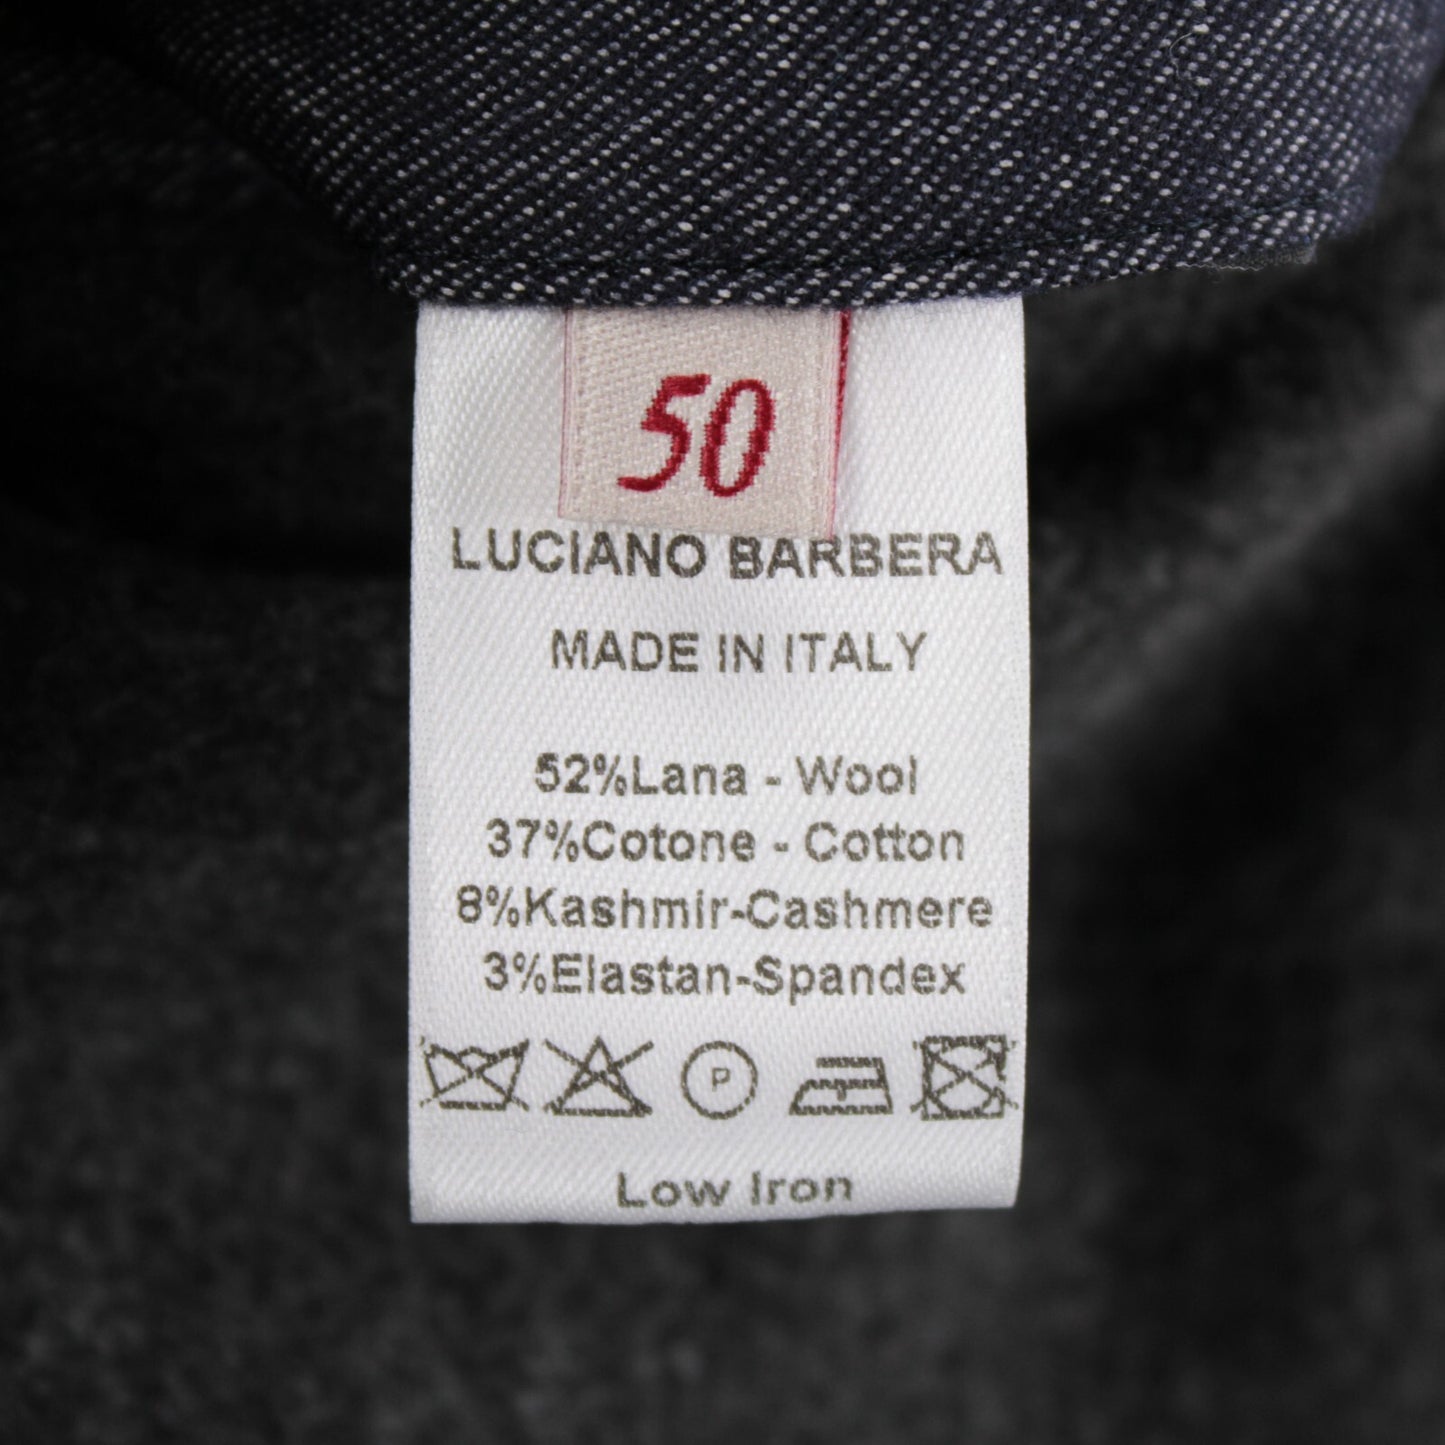 50
LUCIANO BARBERA
MADE IN ITALY
52%Lana - Wool
37%Cotone - Cotton
8%Kashmir-Cashmere
3%Elastan-Spandex
P
Low Iron